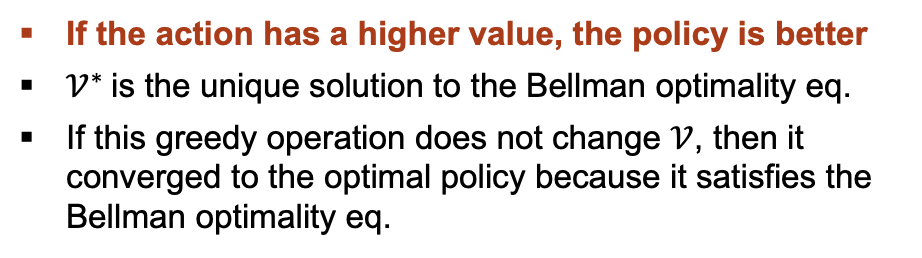 ▪ If the action has a higher value, the policy is better
▪ 𝒱* is the unique solution to the Bellman optimality eq.
▪ If this greedy operation does not change 𝒱, then it
converged to the optimal policy because it satisfies the
Bellman optimality eq.